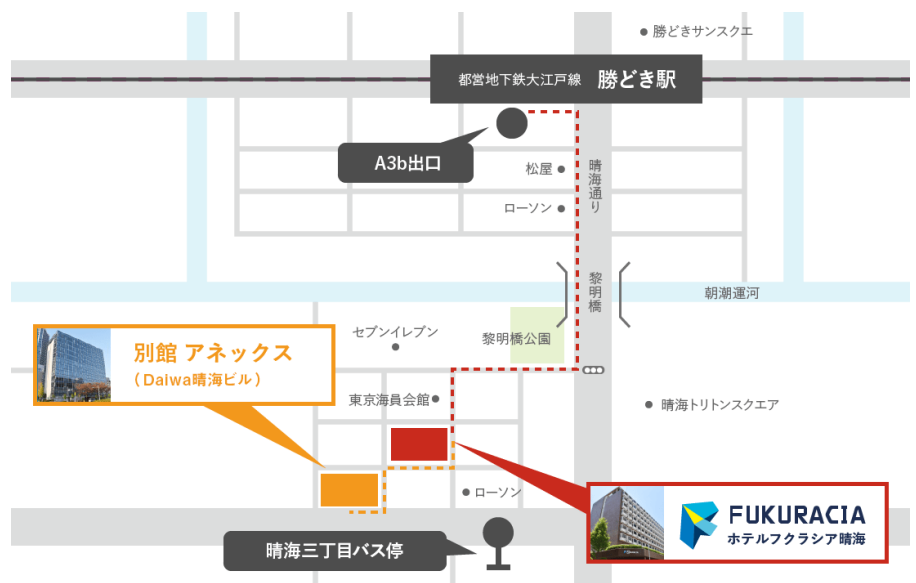 勝どきサンスクエ
都営地下鉄大江戸線 勝どき駅
A3b出口
松屋
晴海通り
ローソン
黎明橋
朝潮運河
セブンイレブン
黎明橋公園
別館 アネックス
(Daiwa晴海ビル)
東京海員会館
晴海トリトンスクエア
ローソン
FUKURACIA
ホテルフクラシア晴海
晴海三丁目バス停